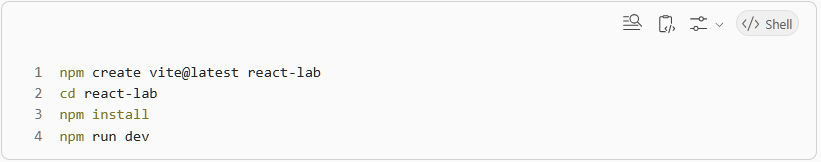 </> Shell
1 npm create vite@latest react-lab
2 cd react-lab
3 npm install
4 npm run dev